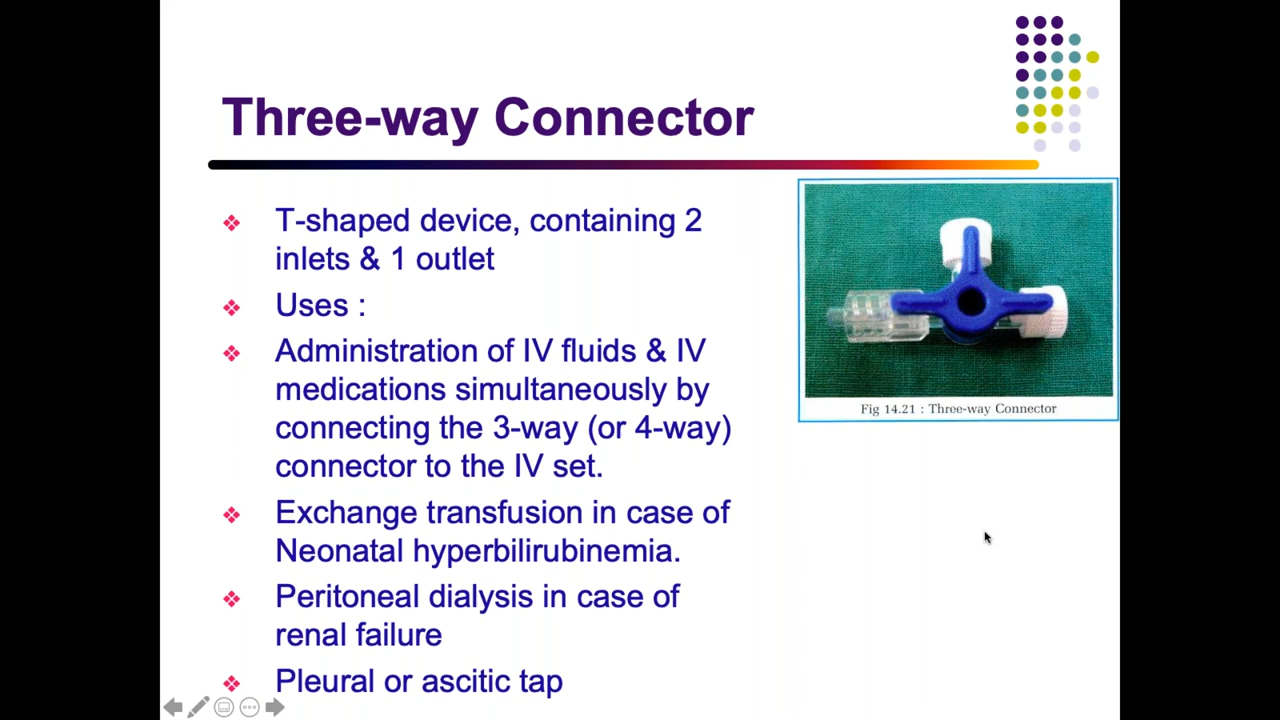 Three-way Connector
T-shaped device, containing 2
inlets & 1 outlet
Uses :
Administration of IV fluids & IV
medications simultaneously by
connecting the 3-way (or 4-way)
connector to the IV set.
Exchange transfusion in case of
Neonatal hyperbilirubinemia.
Peritoneal dialysis in case of
renal failure
Pleural or ascitic tap
Fig 14.21 : Three-way Connector